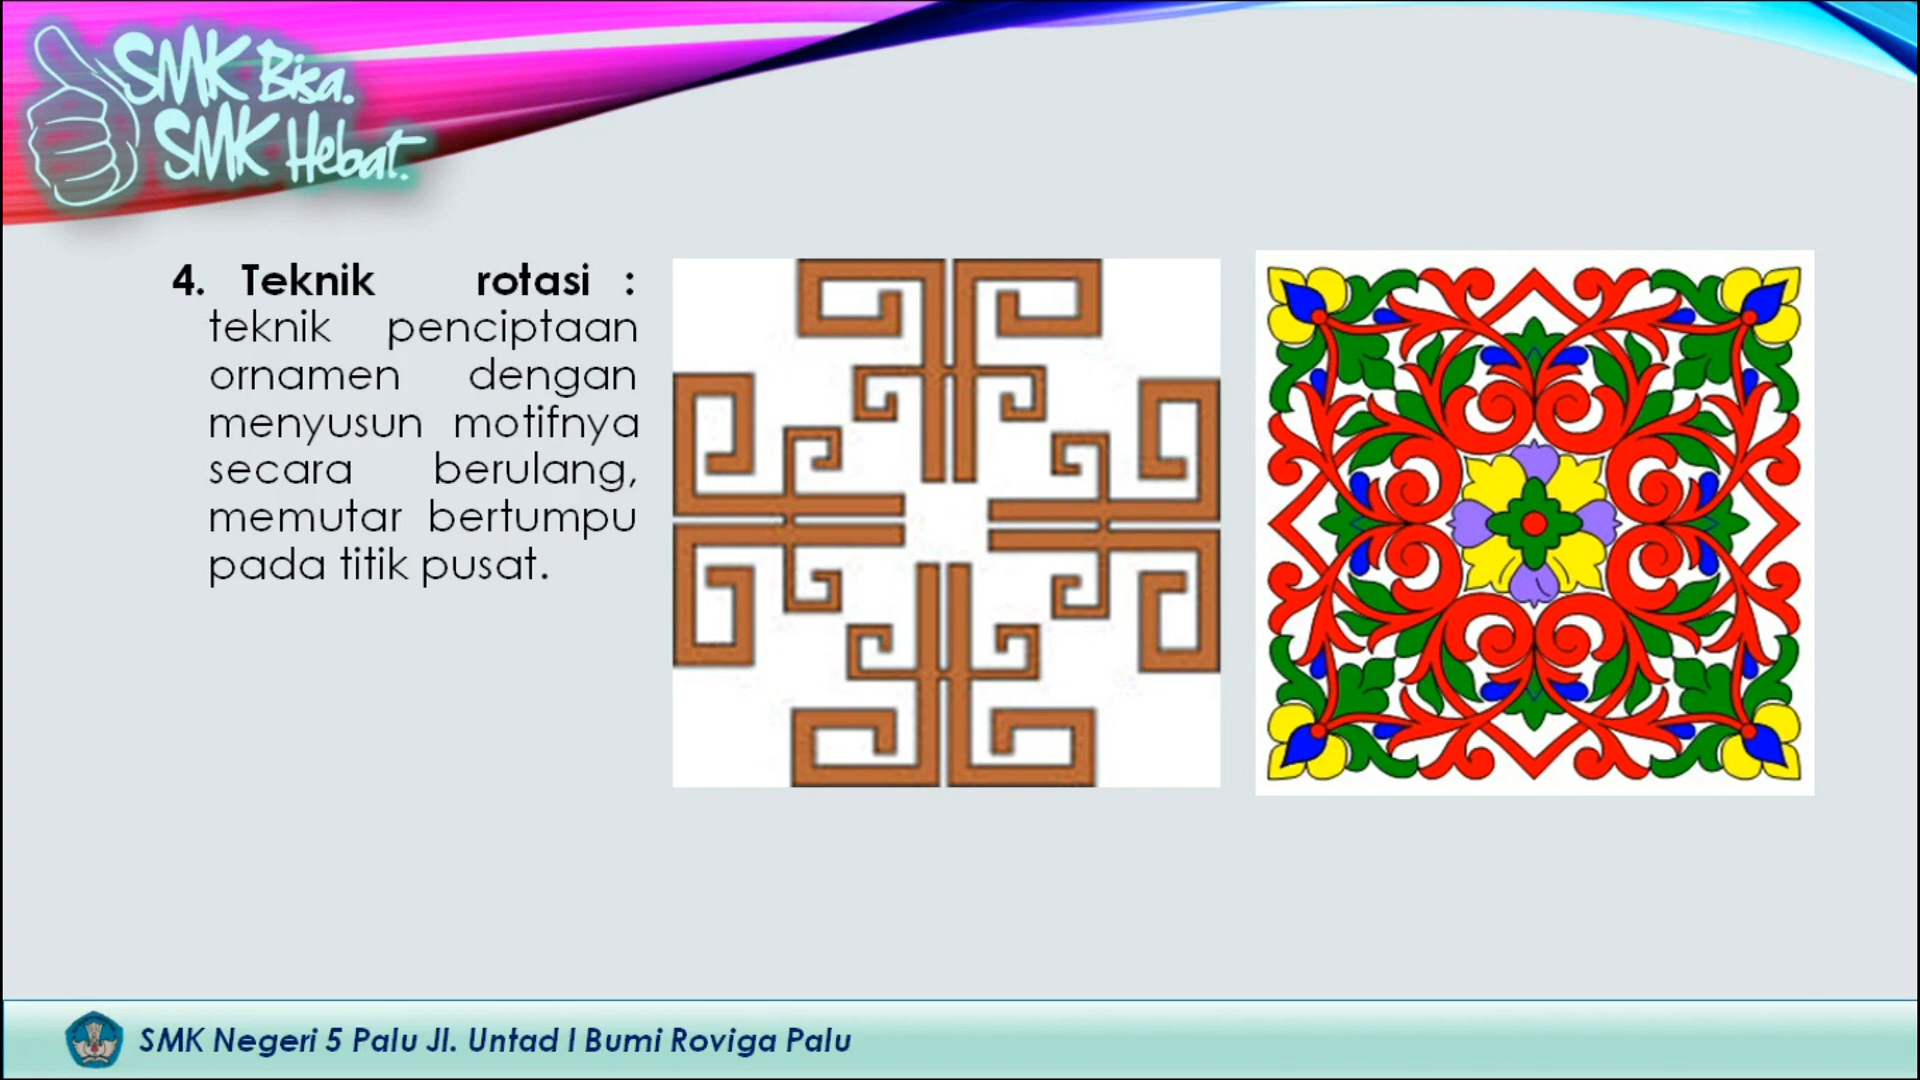 SMK Bisa.
SMK Hebat.
4. Teknik rotasi :
teknik penciptaan
ornamen dengan
menyusun motifnya
secara berulang,
memutar bertumpu
pada titik pusat.
SMK Negeri 5 Palu Jl. Untad I Bumi Roviga Palu